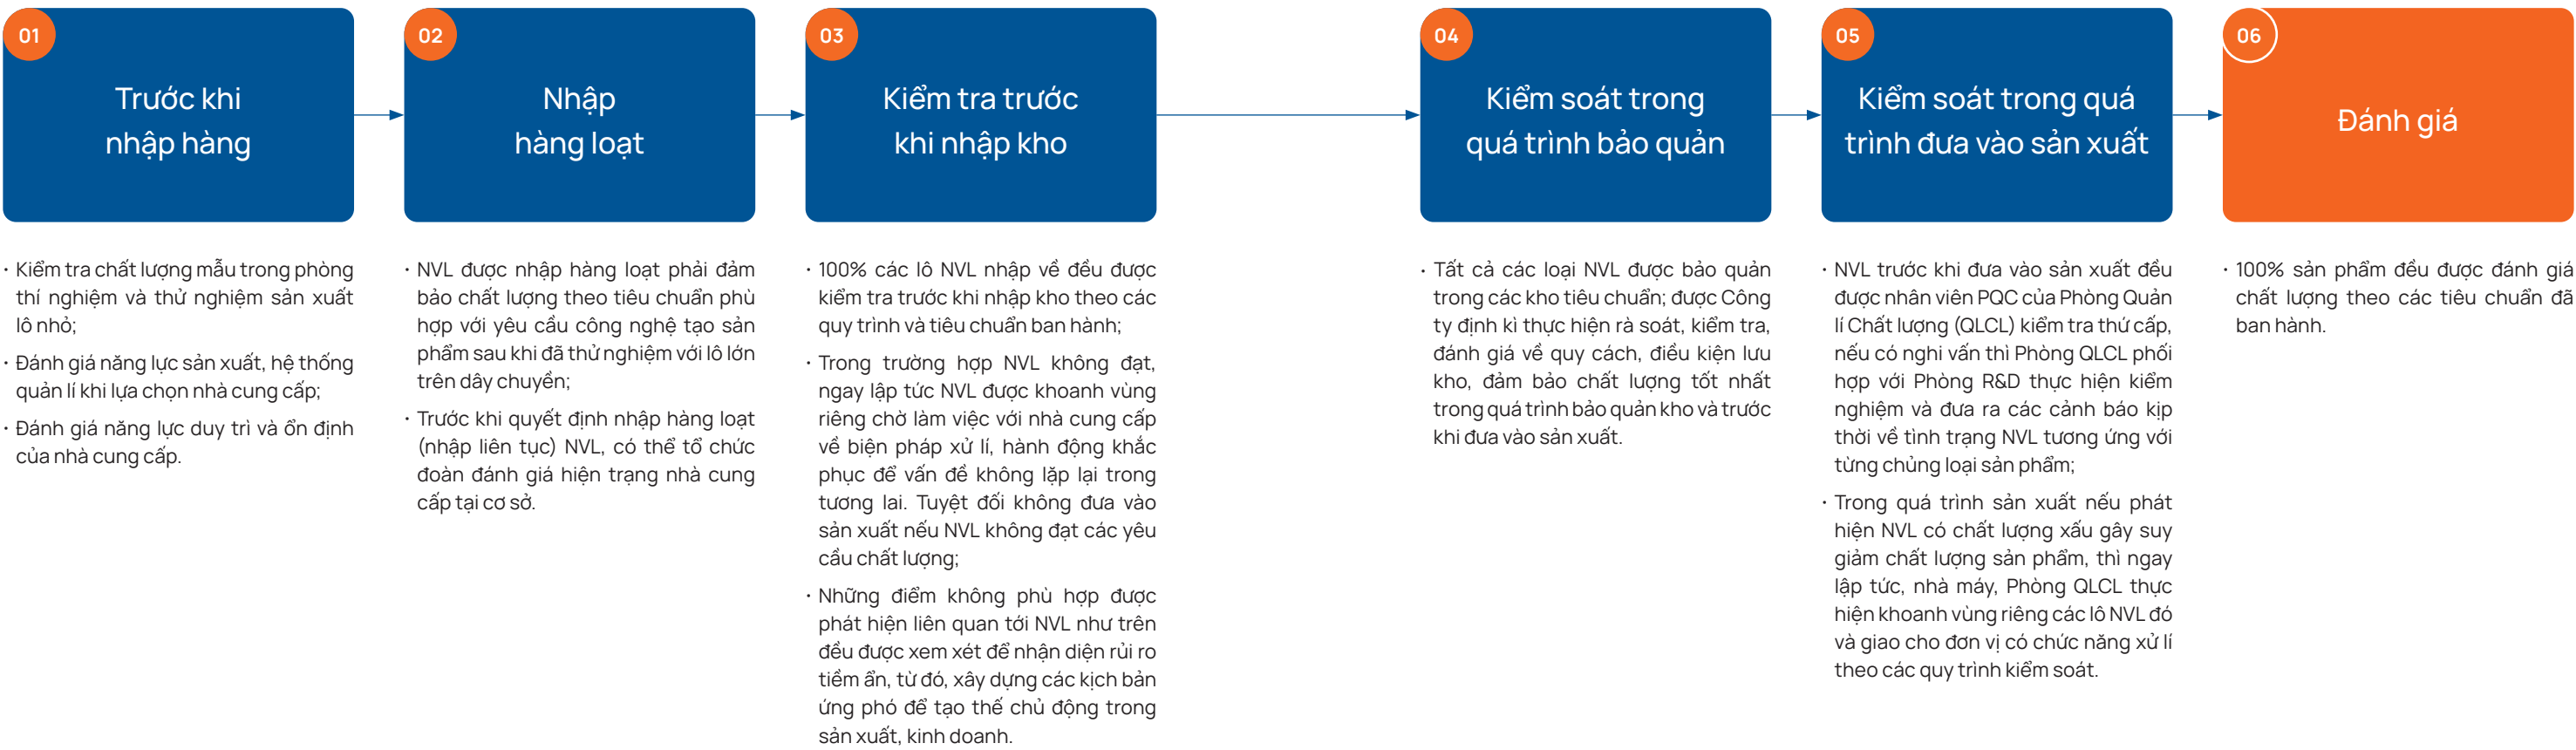 01
Trước khi
nhập hàng
· Kiểm tra chất lượng mẫu trong phòng
thí nghiệm và thử nghiệm sản xuất
lô nhỏ;
· Đánh giá năng lực sản xuất, hệ thống
quản lí khi lựa chọn nhà cung cấp;
· Đánh giá năng lực duy trì và ổn định
của nhà cung cấp.
02
Nhập
hàng loạt
· NVL được nhập hàng loạt phải đảm
bảo chất lượng theo tiêu chuẩn phù
hợp với yêu cầu công nghệ tạo sản
phẩm sau khi đã thử nghiệm với lô lớn
trên dây chuyền;
· Trước khi quyết định nhập hàng loạt
(nhập liên tục) NVL, có thể tổ chức
đoàn đánh giá hiện trạng nhà cung
cấp tại cơ sở.
03
Kiểm tra trước
khi nhập kho
· 100% các lô NVL nhập về đều được
kiểm tra trước khi nhập kho theo các
quy trình và tiêu chuẩn ban hành;
· Trong trường hợp NVL không đạt,
ngay lập tức NVL được khoanh vùng
riêng chờ làm việc với nhà cung cấp
về biện pháp xử lí, hành động khắc
phục để vấn đề không lặp lại trong
tương lai. Tuyệt đối không đưa vào
sản xuất nếu NVL không đạt các yêu
cầu chất lượng;
· Những điểm không phù hợp được
phát hiện liên quan tới NVL như trên
đều được xem xét để nhận diện rủi ro
tiềm ẩn, từ đó, xây dựng các kịch bản
ứng phó để tạo thế chủ động trong
sản xuất, kinh doanh.
04
Kiểm soát trong
quá trình bảo quản
· Tất cả các loại NVL được bảo quản
trong các kho tiêu chuẩn; được Công
ty định kì thực hiện rà soát, kiểm tra,
đánh giá về quy cách, điều kiện lưu
kho, đảm bảo chất lượng tốt nhất
trong quá trình bảo quản kho và trước
khi đưa vào sản xuất.
05
Kiểm soát trong quá
trình đưa vào sản xuất
· NVL trước khi đưa vào sản xuất đều
được nhân viên PQC của Phòng Quản
lí Chất lượng (QLCL) kiểm tra thứ cấp,
nếu có nghi vấn thì Phòng QLCL phối
hợp với Phòng R&D thực hiện kiểm
nghiệm và đưa ra các cảnh báo kịp
thời về tình trạng NVL tương ứng với
từng chủng loại sản phẩm;
· Trong quá trình sản xuất nếu phát
hiện NVL có chất lượng xấu gây suy
giảm chất lượng sản phẩm, thì ngay
lập tức, nhà máy, Phòng QLCL thực
hiện khoanh vùng riêng các lô NVL đó
và giao cho đơn vị có chức năng xử lí
theo các quy trình kiểm soát.
06
Đánh giá
· 100% sản phẩm đều được đánh giá
chất lượng theo các tiêu chuẩn đã
ban hành.